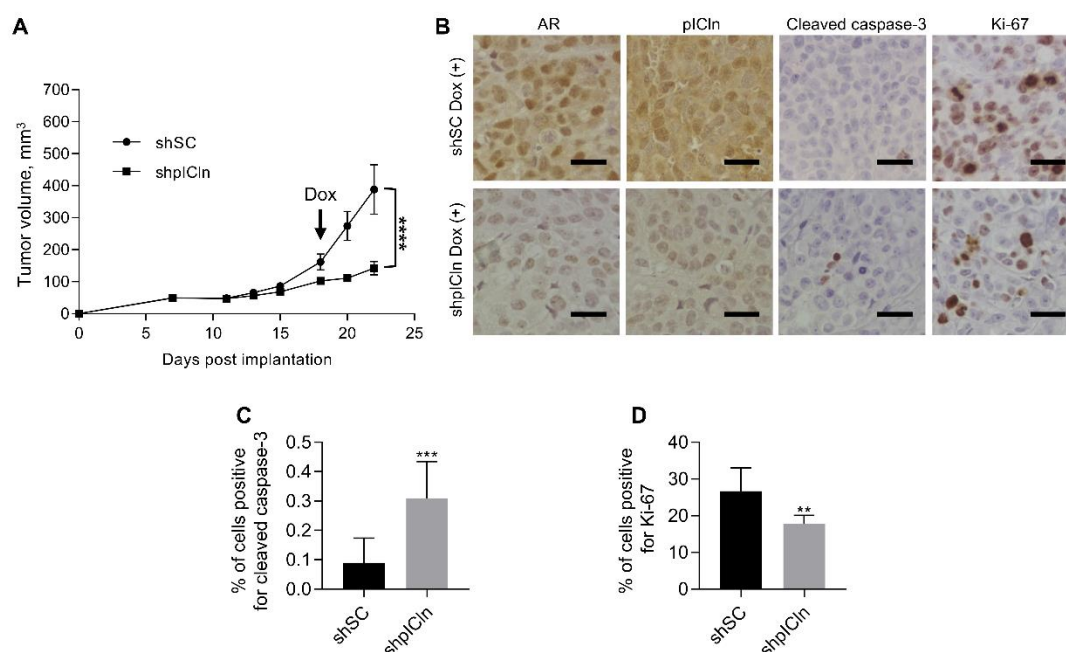 A
Tumor volume, mm³
700
600
500
400
300
200
100
0
0 5 10 15 20 25
Days post implantation
shSC
shpICln
Dox
****
B
AR pICln Cleaved caspase-3 Ki-67
shSC Dox (+)
shpICln Dox (+)
C
% of cells positive
for cleaved caspase-3
0.5
0.4
0.3
0.2
0.1
0.0
***
shSC shpICln
D
% of cells positive
for Ki-67
40
30
20
10
0
**
shSC shpICln